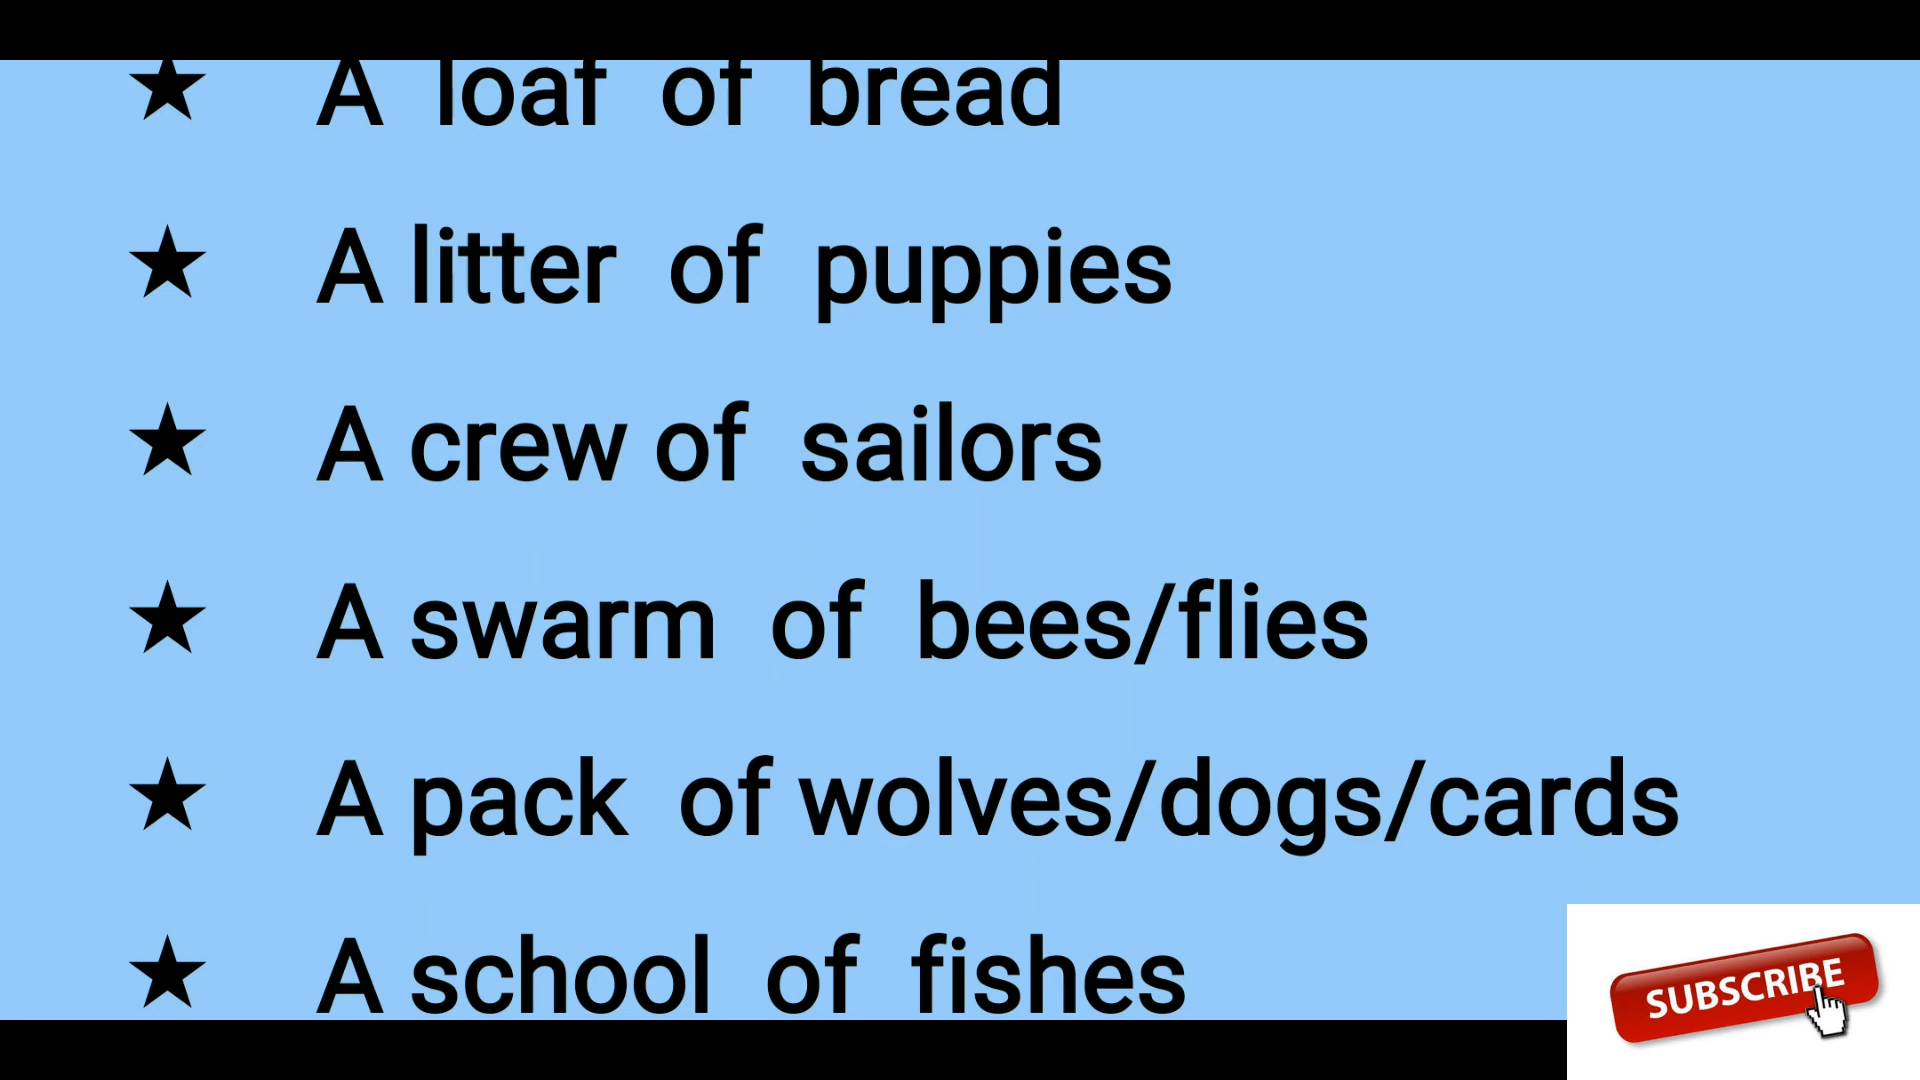 ★ A loaf of bread
★ A litter of puppies
★ A crew of sailors
★ A swarm of bees/flies
★ A pack of wolves/dogs/cards
★ A school of fishes
SUBSCRIBE